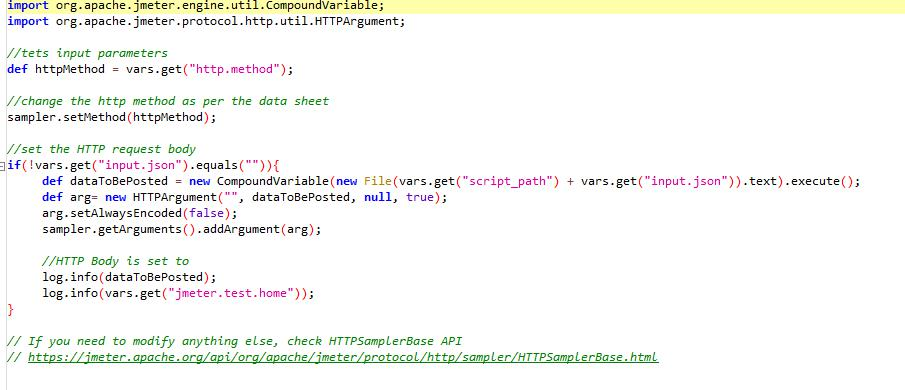 import org.apache.jmeter.engine.util.CompoundVariable;
import org.apache.jmeter.protocol.http.util.HTTPArgument;
//tets input parameters
def httpMethod = vars.get("http.method");
//change the http method as per the data sheet
sampler.setMethod(httpMethod);
//set the HTTP request body
if(!vars.get("input.json").equals("")){
def dataToBePosted = new CompoundVariable(new File(vars.get("script_path") + vars.get("input.json")).text).execute();
def arg= new HTTPArgument("", dataToBePosted, null, true);
arg.setAlwaysEncoded(false);
sampler.getArguments().addArgument(arg);
//HTTP Body is set to
log.info(dataToBePosted);
log.info(vars.get("jmeter.test.home"));
}
// If you need to modify anything else, check HTTPSamplerBase API
// https://jmeter.apache.org/api/org/apache/jmeter/protocol/http/sampler/HTTPSamplerBase.html